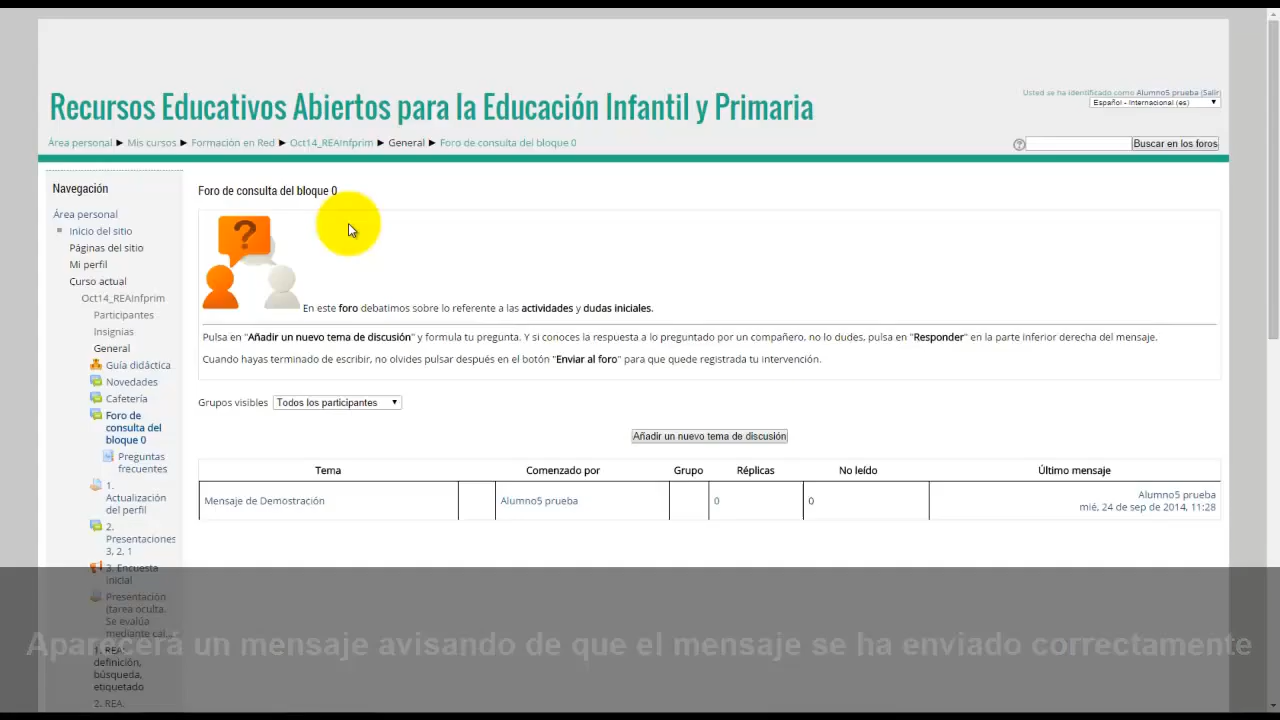 Recursos Educativos Abiertos para la Educación Infantil y Primaria
Usted se ha identificado como Alumno5 prueba (Salir)
Español - Internacional (es)
Área personal ► Mis cursos ► Formación en Red ► Oct14_REAInfprim ► General ► Foro de consulta del bloque 0
Buscar en los foros
Navegación
Área personal
Inicio del sitio
Páginas del sitio
Mi perfil
Curso actual
Oct14_REAInfprim
Participantes
Insignias
General
Guía didáctica
Novedades
Cafetería
Foro de
consulta del
bloque 0
Preguntas
frecuentes
1.
Actualización
del perfil
2.
Presentaciones
3, 2, 1
3. Encuesta
inicial
Presentación
(tarea oculta.
Se evalúa
mediante cal...
1. REA:
definición,
búsqueda,
etiquetado
2. REA.
Foro de consulta del bloque 0
?
En este foro debatimos sobre lo referente a las actividades y dudas iniciales.
Pulsa en "Añadir un nuevo tema de discusión" y formula tu pregunta. Y si conoces la respuesta a lo preguntado por un compañero, no lo dudes, pulsa en "Responder" en la parte inferior derecha del mensaje.
Cuando hayas terminado de escribir, no olvides pulsar después en el botón "Enviar al foro" para que quede registrada tu intervención.
Grupos visibles Todos los participantes
Añadir un nuevo tema de discusión
Tema Comenzado por Grupo Réplicas No leído Último mensaje
Mensaje de Demostración Alumno5 prueba 0 0 Alumno5 prueba
mié, 24 de sep de 2014, 11:28
Aparecerá un mensaje avisando de que el mensaje se ha enviado correctamente